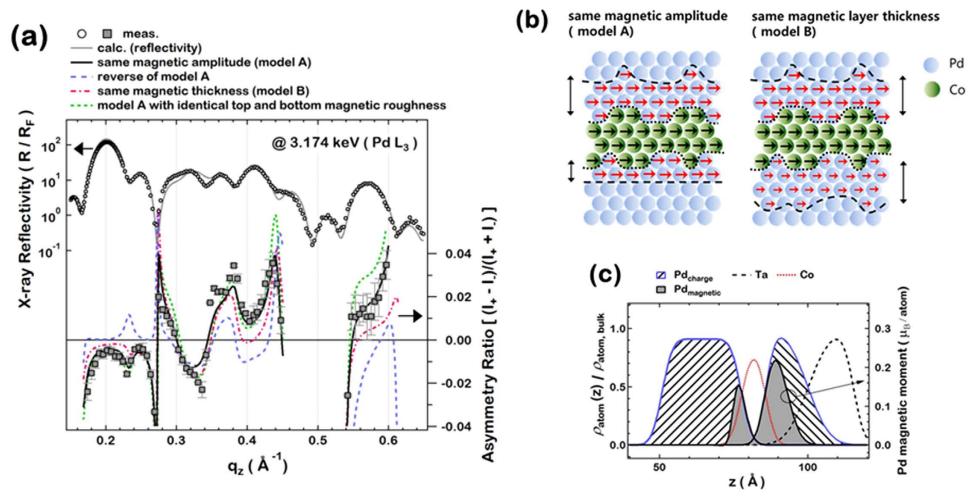 (a)
meas.
calc. (reflectivity)
same magnetic amplitude (model A)
reverse of model A
same magnetic thickness (model B)
model A with identical top and bottom magnetic roughness
@ 3.174 keV ( Pd L3 )
X-ray Reflectivity ( R / RF )
10^2
10^1
10^0
10^-1
0.04
0.02
0.00
-0.02
-0.04
Asymmetry Ratio [ (I+ - I-)/(I+ + I-) ]
0.2
0.3
0.4
0.5
0.6
qz ( Å^-1 )
(b)
same magnetic amplitude
( model A)
same magnetic layer thickness
( model B)
Pd
Co
(c)
Pdcharge
Ta
Co
Pdmagnetic
ρatom (z) / ρatom, bulk
1.0
0.5
0.0
0.3
0.2
0.1
0.0
Pd magnetic moment ( μB / atom)
50
100
z ( Å )